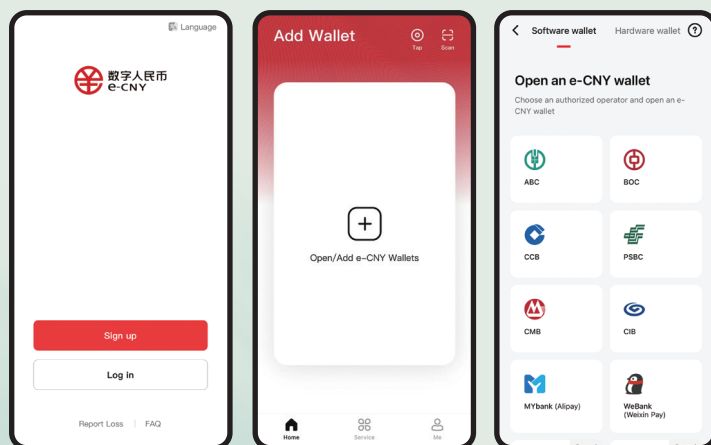 Language
数字人民币
e-CNY
Sign up
Log in
Report Loss | FAQ
Add Wallet
Tap
Scan
Open/Add e-CNY Wallets
Home
Service
Me
Software wallet
Hardware wallet
?
Open an e-CNY wallet
Choose an authorized operator and open an e-
CNY wallet
ABC
BOC
CCB
PSBC
CMB
CIB
MYbank (Alipay)
WeBank
(Weixin Pay)